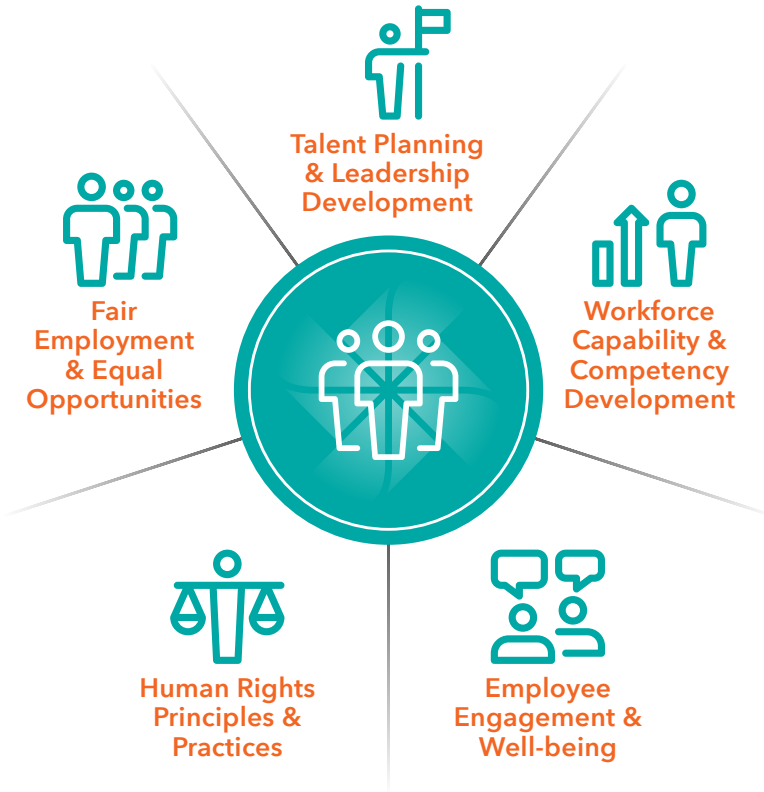 Talent Planning
& Leadership
Development
Fair
Employment
& Equal
Opportunities
Workforce
Capability &
Competency
Development
Human Rights
Principles &
Practices
Employee
Engagement &
Well-being